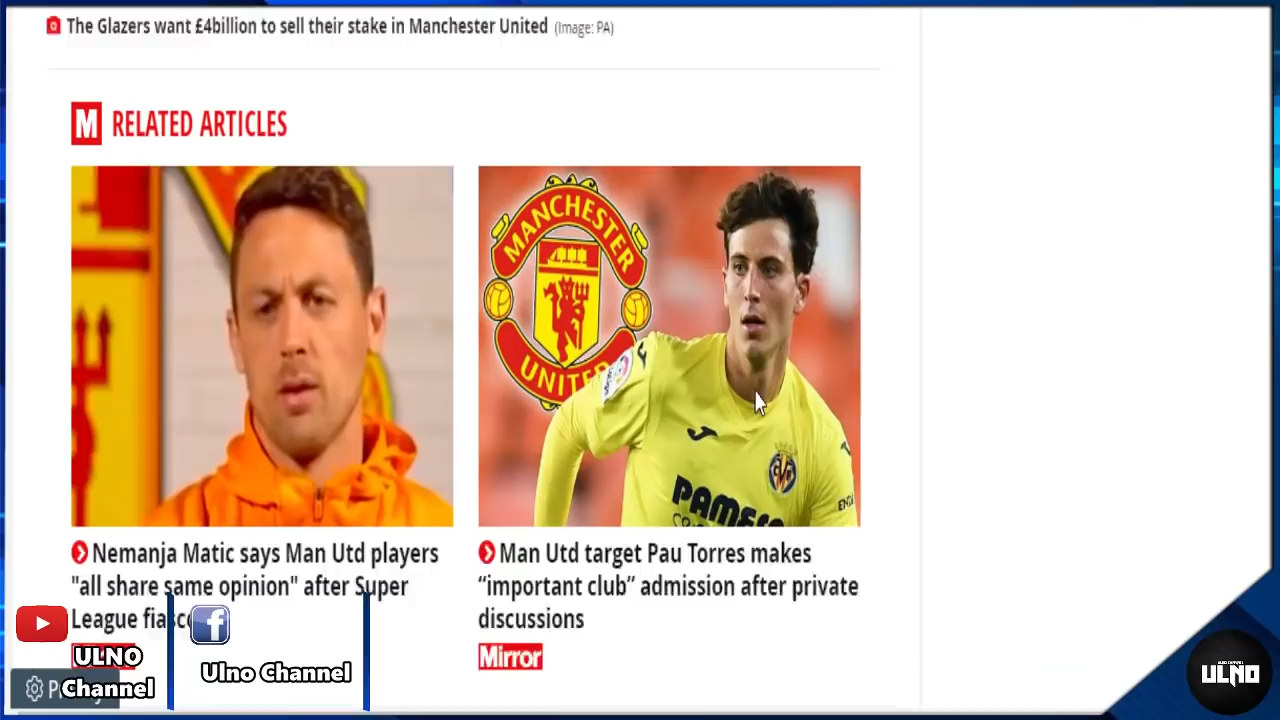 The Glazers want £4billion to sell their stake in Manchester United (Image: PA)
M RELATED ARTICLES
MANCHESTER
UNITED
PAMESA
Nemanja Matic says Man Utd players
"all share same opinion" after Super
League fiasco
Man Utd target Pau Torres makes
“important club” admission after private
discussions
Mirror
ULNO
Channel
Ulno Channel
ULNO